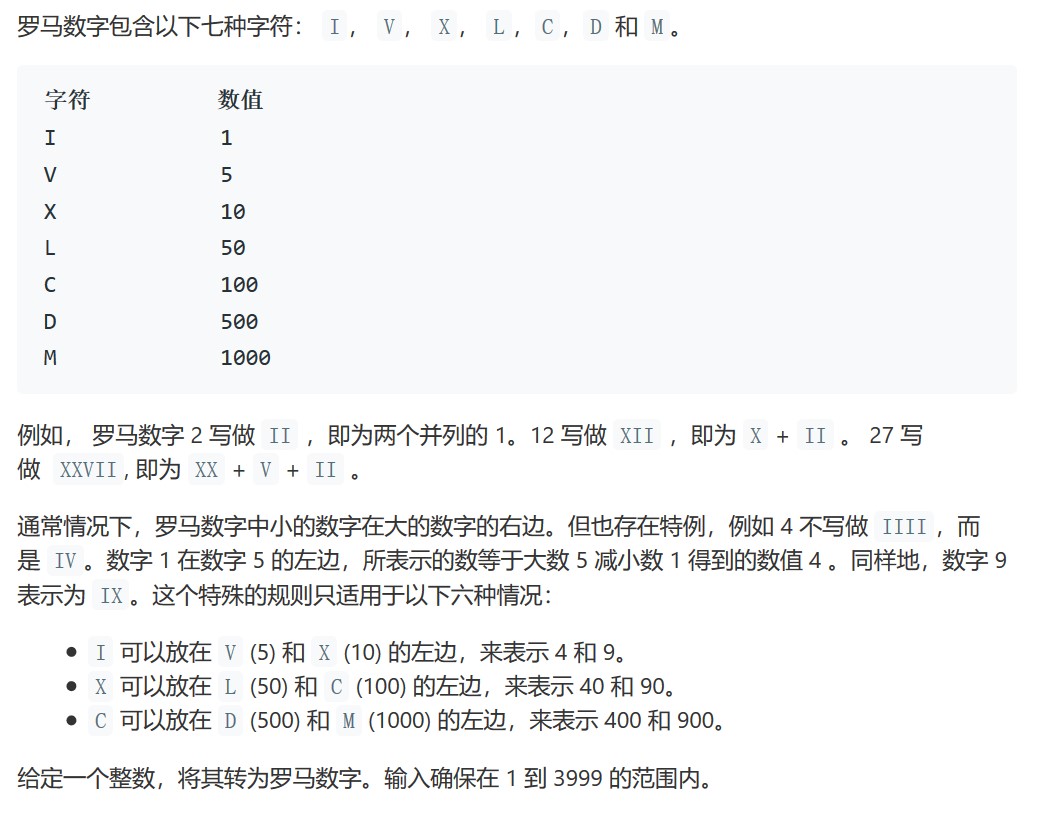 罗马数字包含以下七种字符： I， V， X， L，C，D 和 M。
字符 数值
I 1
V 5
X 10
L 50
C 100
D 500
M 1000
例如， 罗马数字 2 写做 II ，即为两个并列的 1。12 写做 XII ，即为 X + II 。 27 写
做 XXVII, 即为 XX + V + II 。
通常情况下，罗马数字中小的数字在大的数字的右边。但也存在特例，例如 4 不写做 IIII，而
是 IV 。数字 1 在数字 5 的左边，所表示的数等于大数 5 减小数 1 得到的数值 4 。同样地，数字 9
表示为 IX。这个特殊的规则只适用于以下六种情况：
• I 可以放在 V (5) 和 X (10) 的左边，来表示 4 和 9。
• X 可以放在 L (50) 和 C (100) 的左边，来表示 40 和 90。
• C 可以放在 D (500) 和 M (1000) 的左边，来表示 400 和 900。
给定一个整数，将其转为罗马数字。输入确保在 1 到 3999 的范围内。